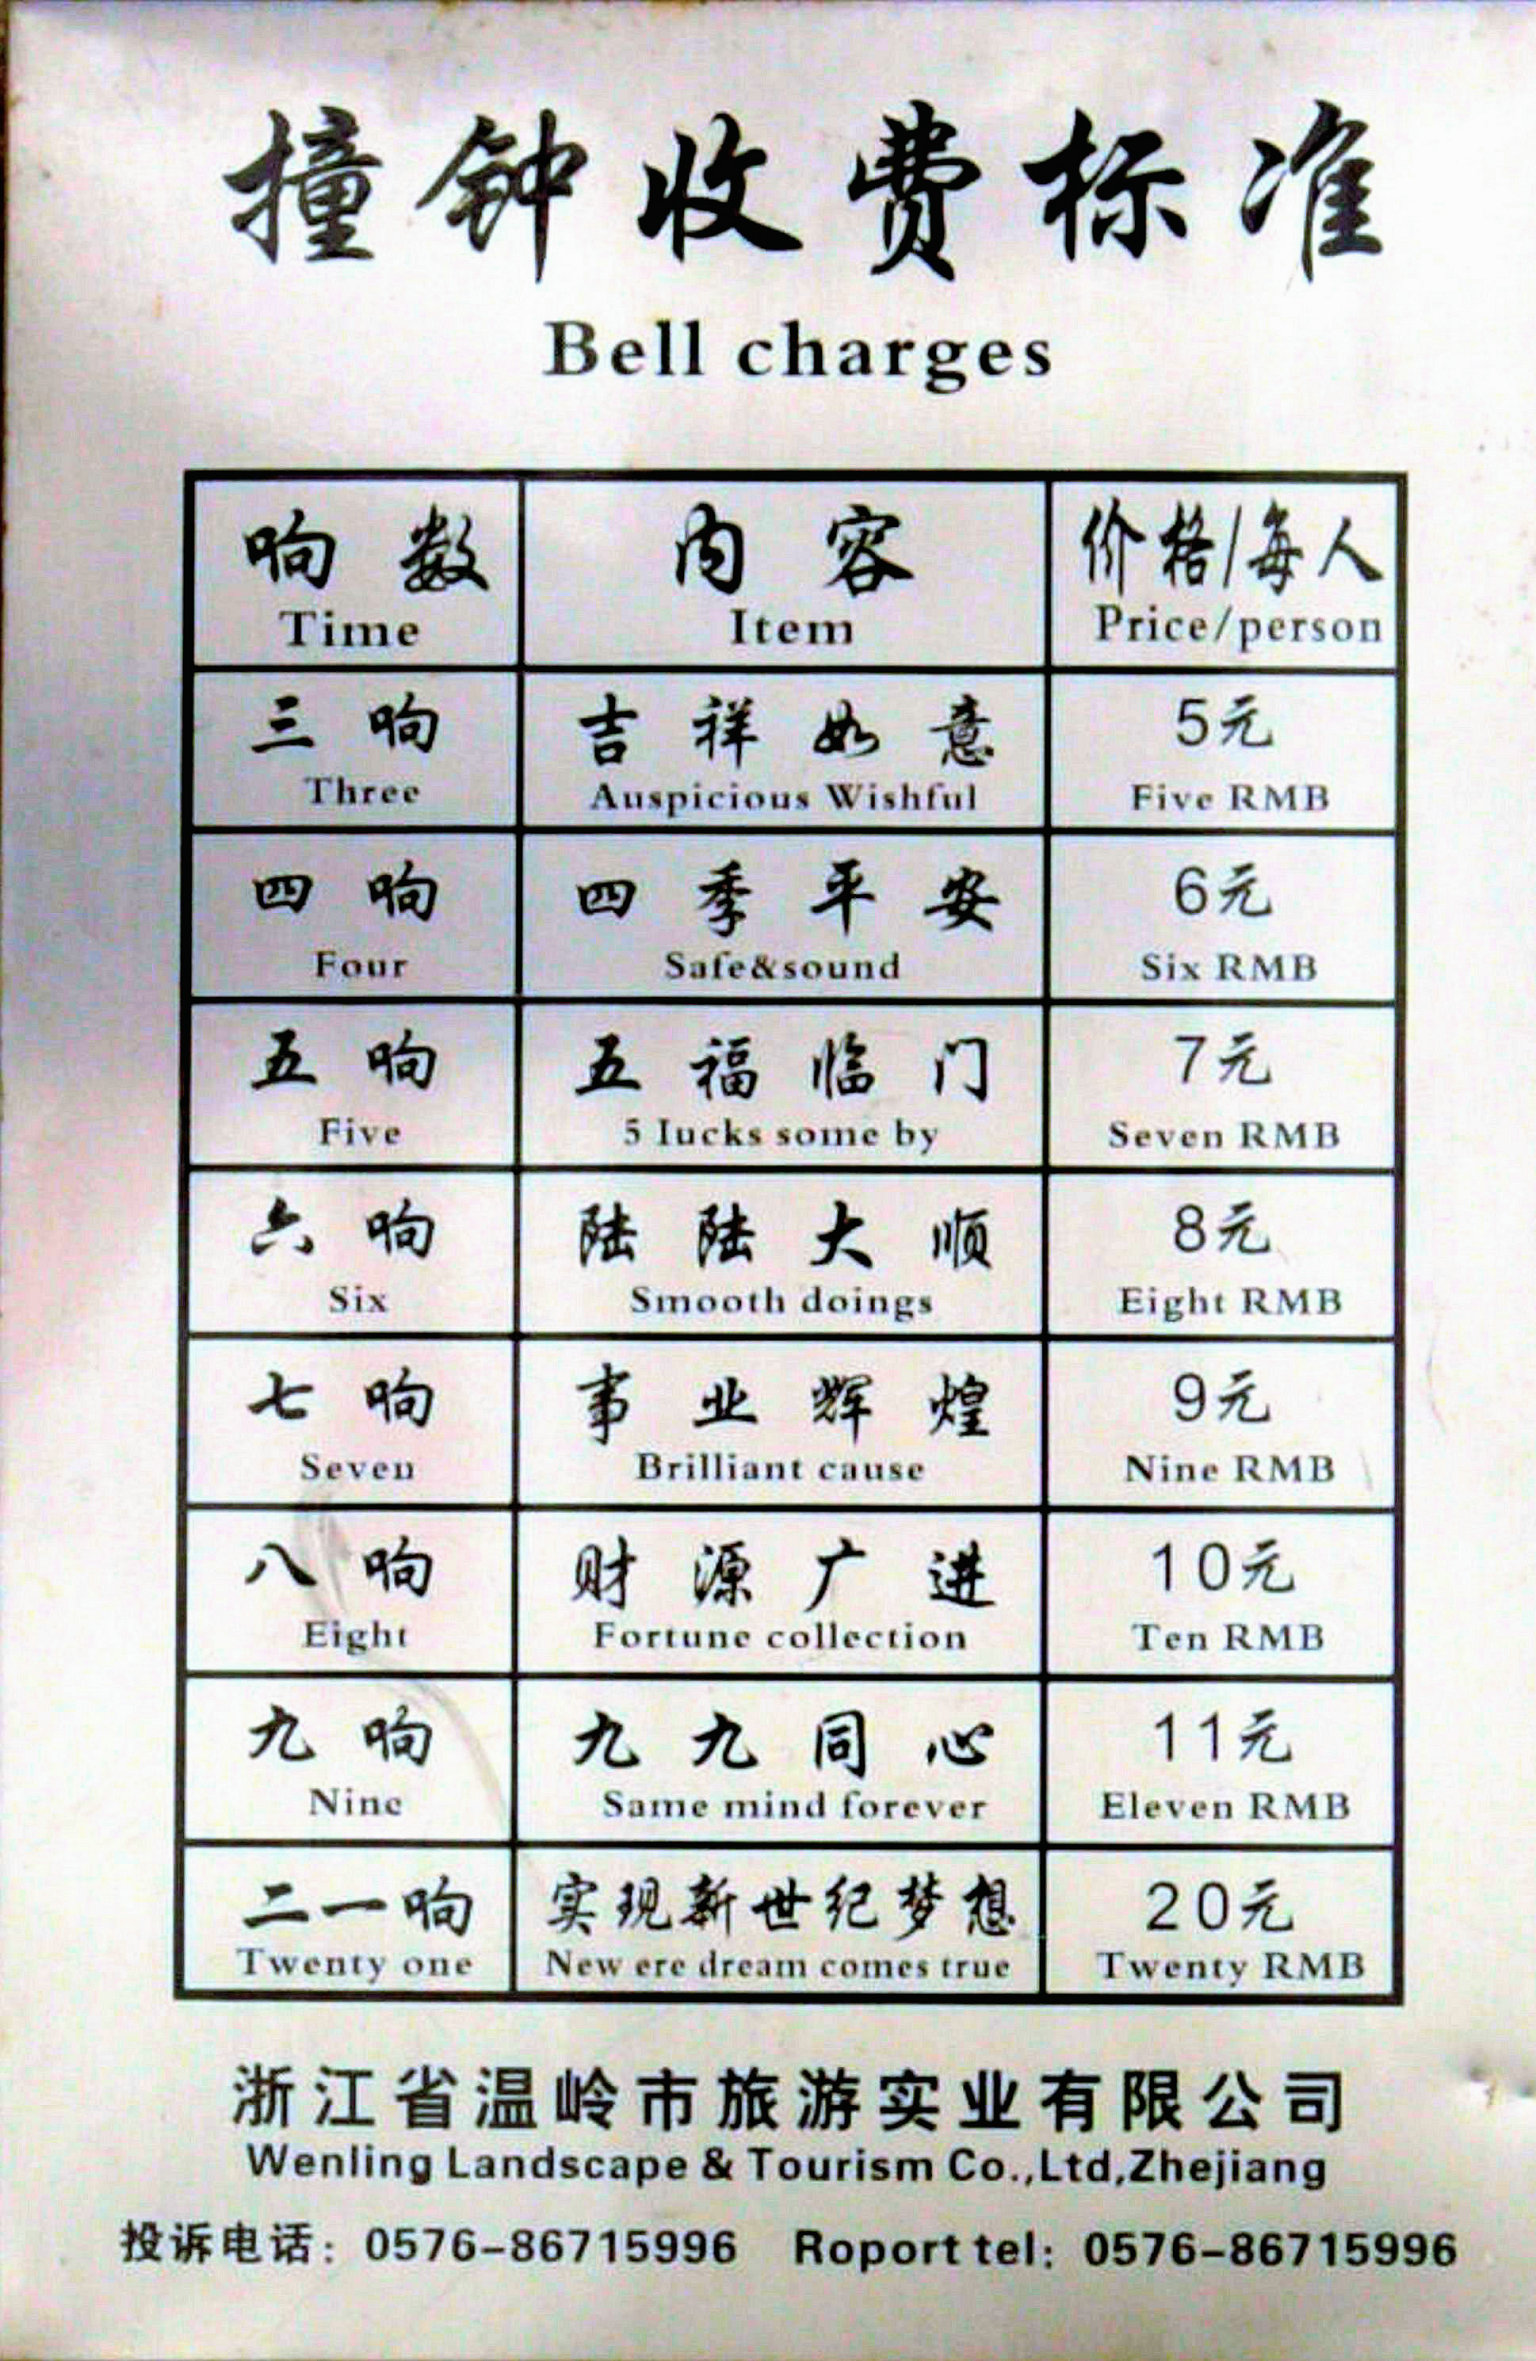 撞钟收费标准
Bell charges
响数 内容 价格/每人
Time Item Price/person
三响 吉祥如意 5元
Three Auspicious Wishful Five RMB
四响 四季平安 6元
Four Safe&sound Six RMB
五响 五福临门 7元
Five 5 Iucks some by Seven RMB
六响 陆陆大顺 8元
Six Smooth doings Eight RMB
七响 事业辉煌 9元
Seven Brilliant cause Nine RMB
八响 财源广进 10元
Eight Fortune collection Ten RMB
九响 九九同心 11元
Nine Same mind forever Eleven RMB
二一响 实现新世纪梦想 20元
Twenty one New ere dream comes true Twenty RMB
浙江省温岭市旅游实业有限公司
Wenling Landscape & Tourism Co.,Ltd,Zhejiang
投诉电话：0576-86715996 Roport tel：0576-86715996